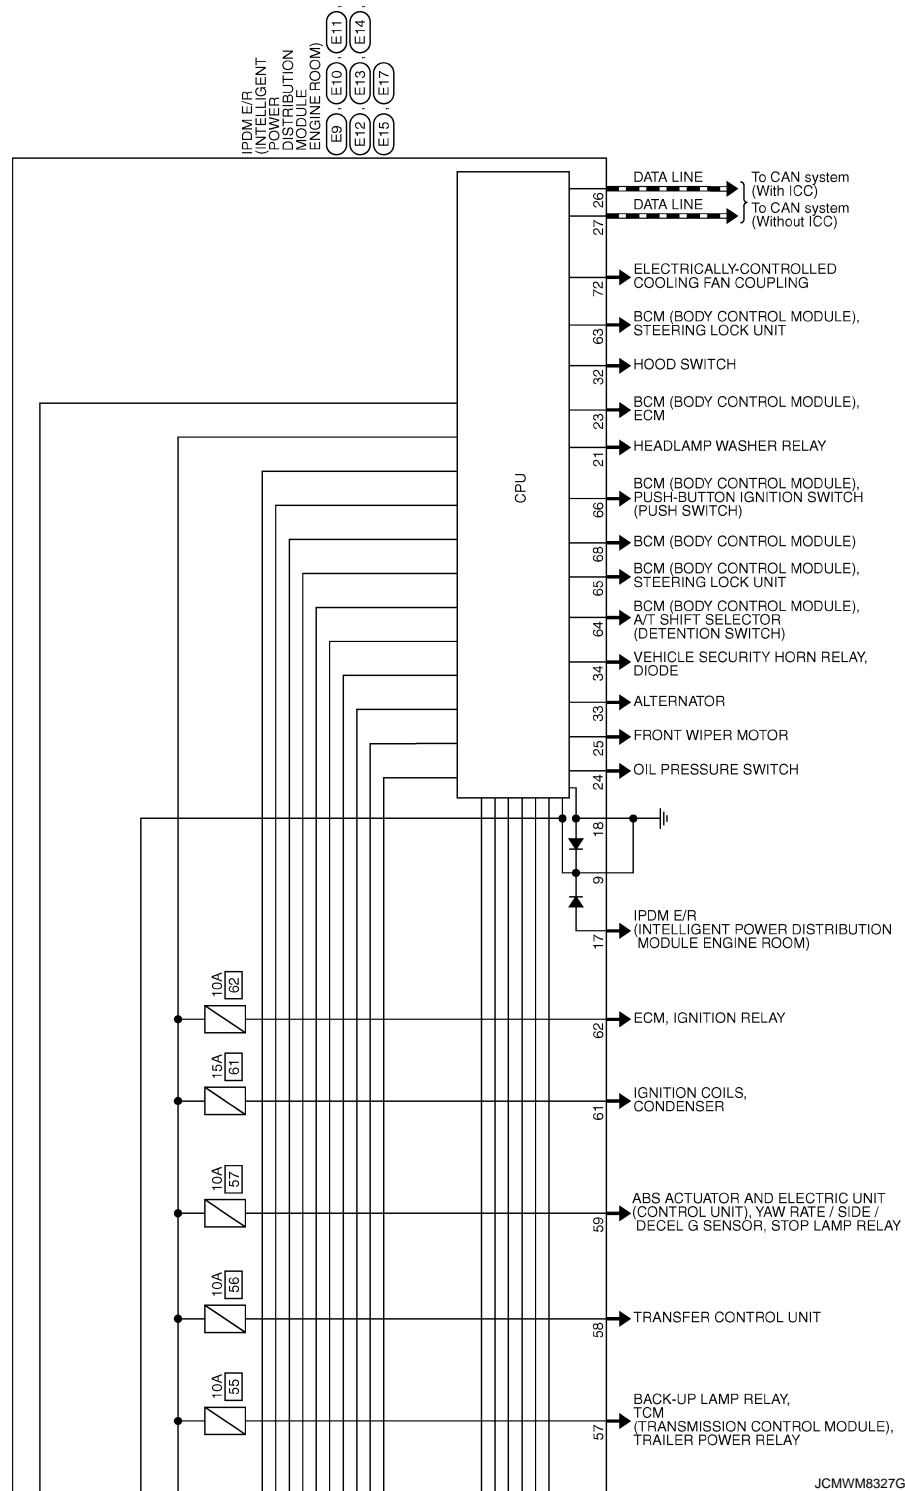 IPDM E/R
(INTELLIGENT
POWER
DISTRIBUTION
MODULE
ENGINE ROOM)
E9 , E10 , E11 ,
E12 , E13 , E14 ,
E15 , E17
CPU
26
DATA LINE
To CAN system
(With ICC)
27
DATA LINE
To CAN system
(Without ICC)
72
ELECTRICALLY-CONTROLLED
COOLING FAN COUPLING
63
BCM (BODY CONTROL MODULE),
STEERING LOCK UNIT
32
HOOD SWITCH
23
BCM (BODY CONTROL MODULE),
ECM
21
HEADLAMP WASHER RELAY
66
BCM (BODY CONTROL MODULE),
PUSH-BUTTON IGNITION SWITCH
(PUSH SWITCH)
68
BCM (BODY CONTROL MODULE)
65
BCM (BODY CONTROL MODULE),
STEERING LOCK UNIT
64
BCM (BODY CONTROL MODULE),
A/T SHIFT SELECTOR
(DETENTION SWITCH)
34
VEHICLE SECURITY HORN RELAY,
DIODE
33
ALTERNATOR
25
FRONT WIPER MOTOR
24
OIL PRESSURE SWITCH
18
9
17
IPDM E/R
(INTELLIGENT POWER DISTRIBUTION
MODULE ENGINE ROOM)
10A
62
62
ECM, IGNITION RELAY
15A
61
61
IGNITION COILS,
CONDENSER
10A
57
59
ABS ACTUATOR AND ELECTRIC UNIT
(CONTROL UNIT), YAW RATE / SIDE /
DECEL G SENSOR, STOP LAMP RELAY
10A
56
58
TRANSFER CONTROL UNIT
10A
55
57
BACK-UP LAMP RELAY,
TCM
(TRANSMISSION CONTROL MODULE),
TRAILER POWER RELAY
JCMWM8327G